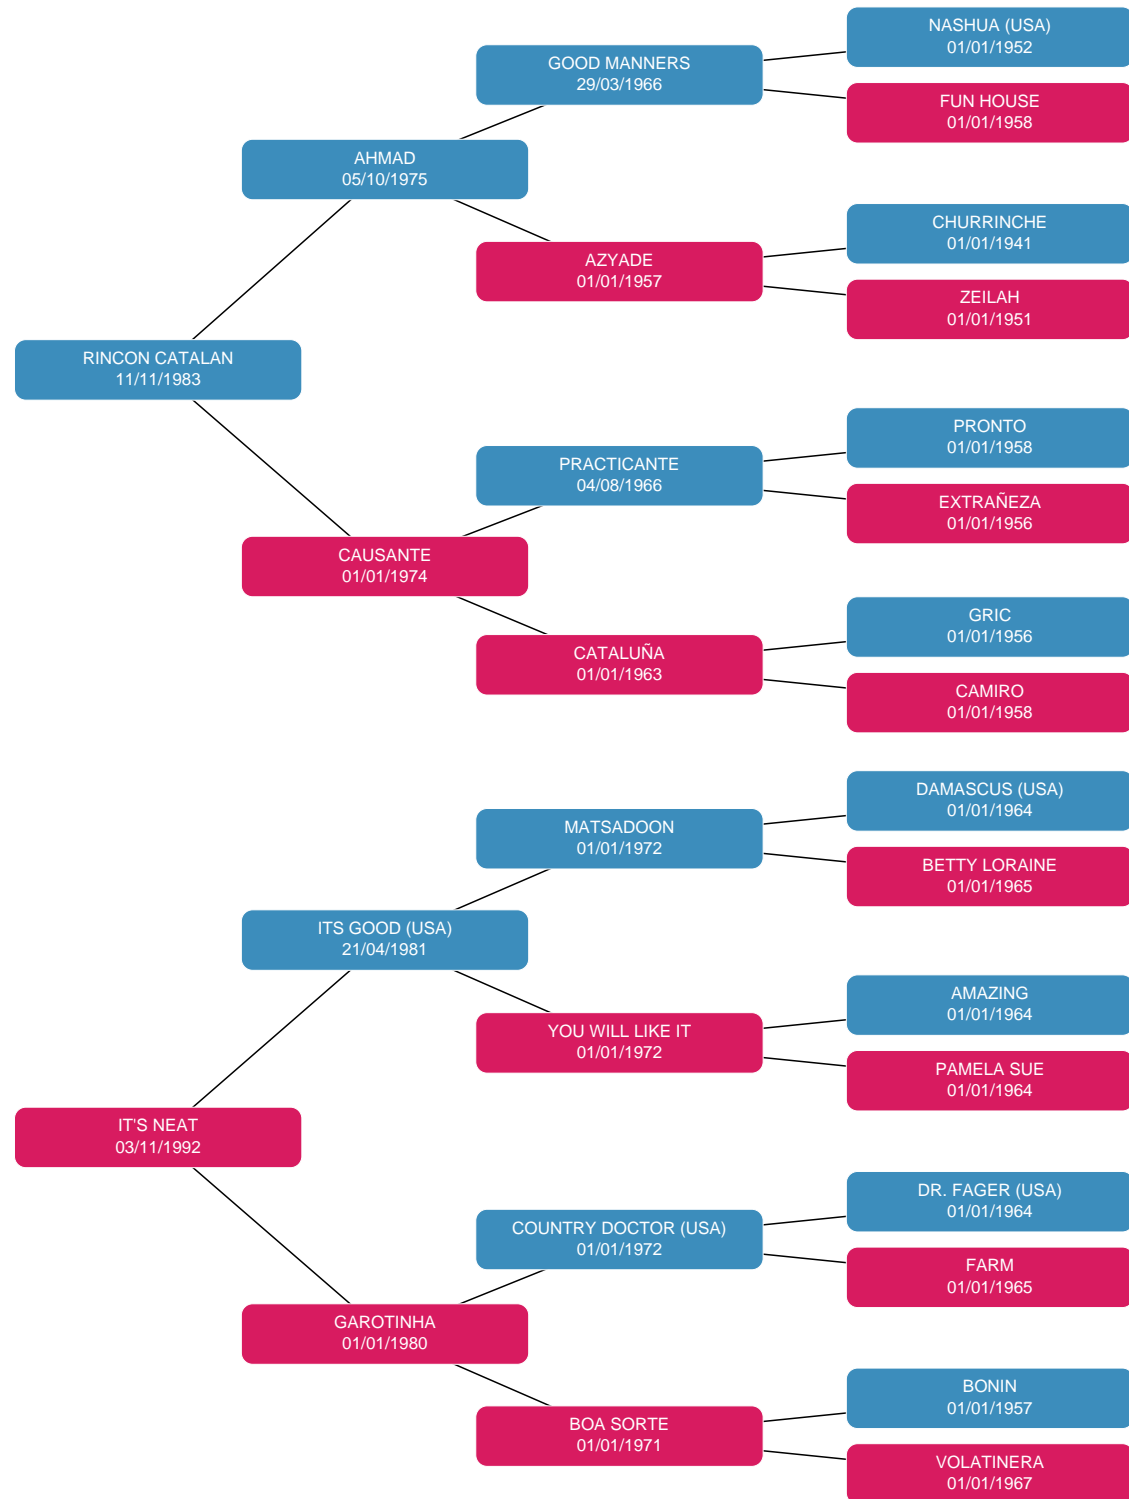 NASHUA (USA)
01/01/1952
GOOD MANNERS
29/03/1966
FUN HOUSE
01/01/1958
AHMAD
05/10/1975
CHURRINCHE
01/01/1941
AZYADE
01/01/1957
ZEILAH
01/01/1951
RINCON CATALAN
11/11/1983
PRONTO
01/01/1958
PRACTICANTE
04/08/1966
EXTRAÑEZA
01/01/1956
CAUSANTE
01/01/1974
GRIC
01/01/1956
CATALUÑA
01/01/1963
CAMIRO
01/01/1958
DAMASCUS (USA)
01/01/1964
MATSADOON
01/01/1972
BETTY LORAINE
01/01/1965
ITS GOOD (USA)
21/04/1981
AMAZING
01/01/1964
YOU WILL LIKE IT
01/01/1972
PAMELA SUE
01/01/1964
IT'S NEAT
03/11/1992
DR. FAGER (USA)
01/01/1964
COUNTRY DOCTOR (USA)
01/01/1972
FARM
01/01/1965
GAROTINHA
01/01/1980
BONIN
01/01/1957
BOA SORTE
01/01/1971
VOLATINERA
01/01/1967